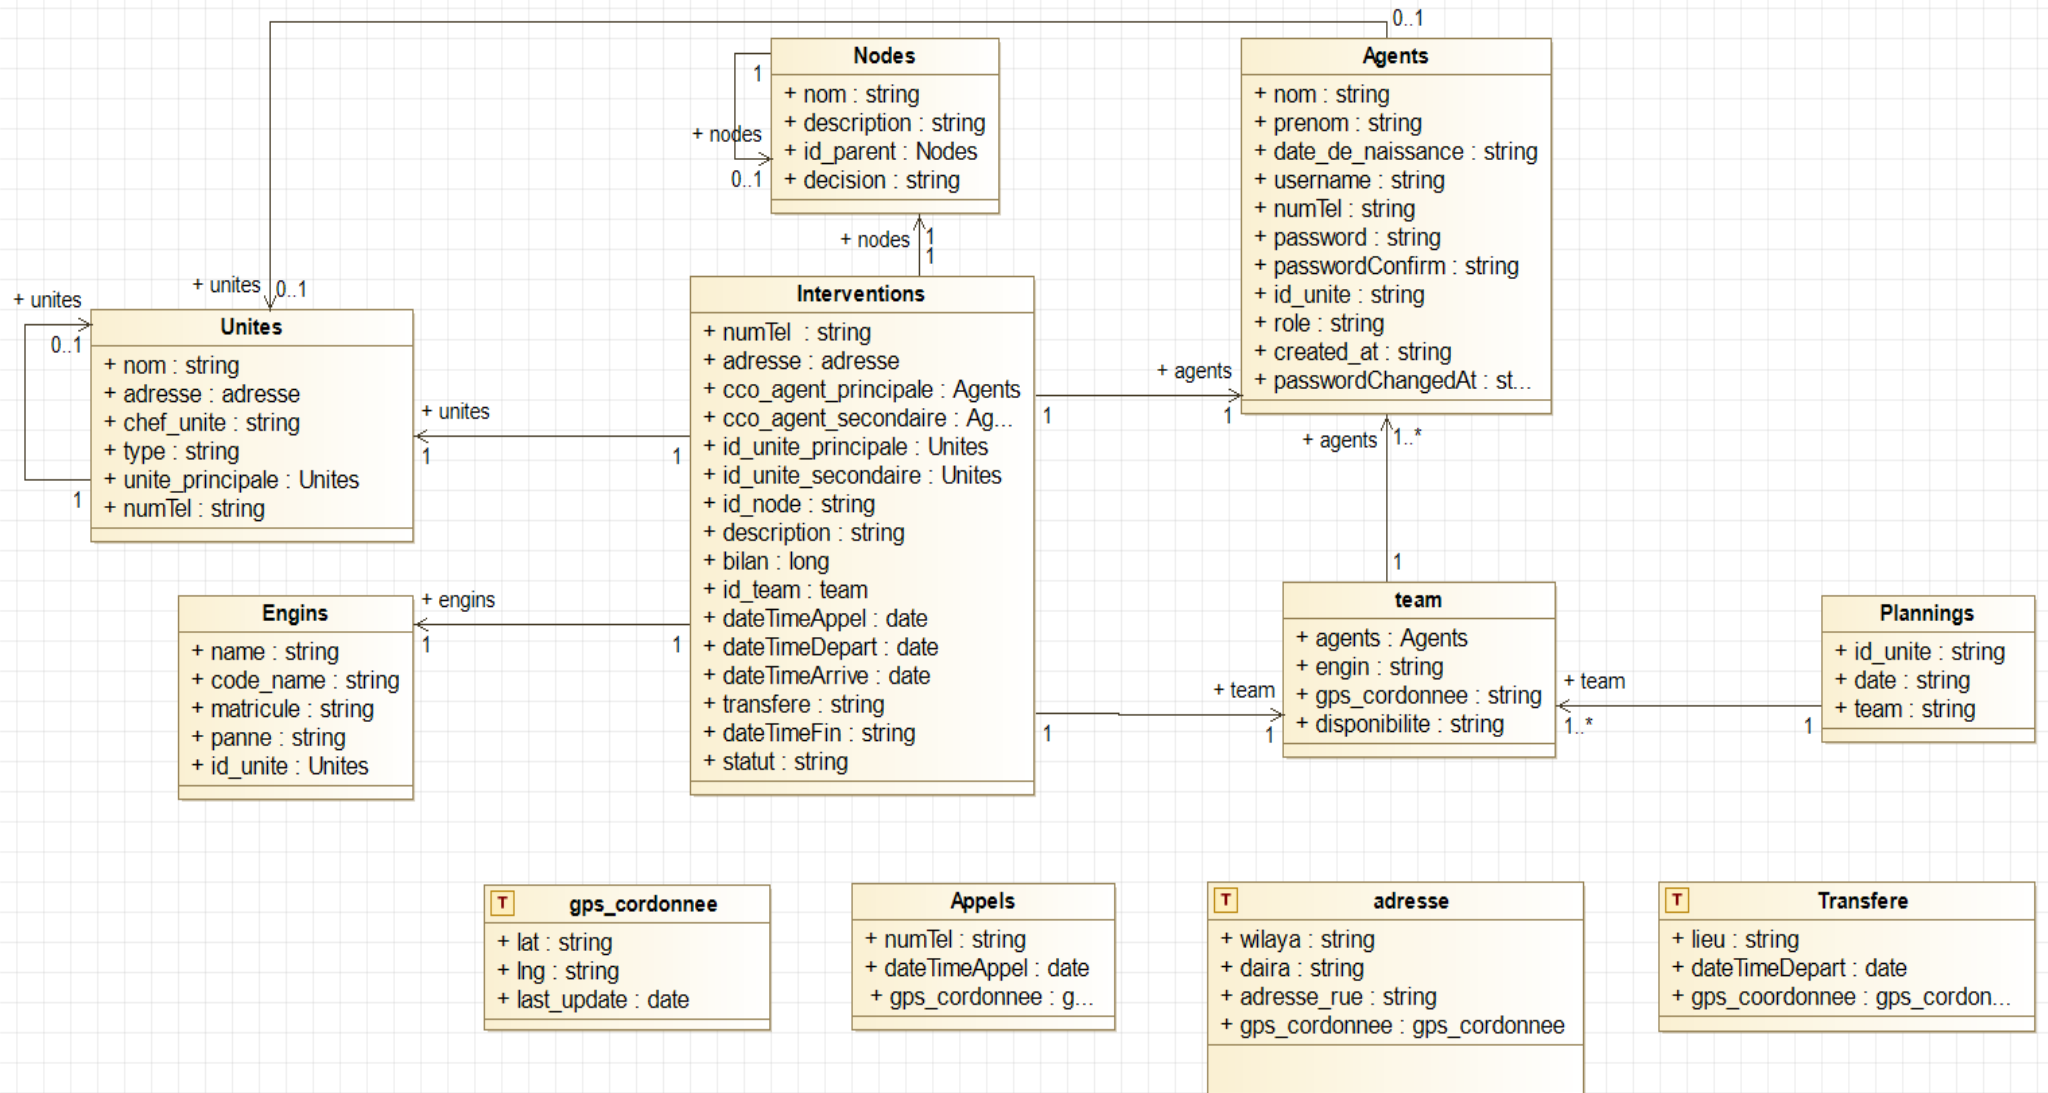 0..1
Nodes
+ nom : string
+ description : string
+ id_parent : Nodes
+ decision : string
1
+ nodes
0..1
Agents
+ nom : string
+ prenom : string
+ date_de_naissance : string
+ username : string
+ numTel : string
+ password : string
+ passwordConfirm : string
+ id_unite : string
+ role : string
+ created_at : string
+ passwordChangedAt : st...
+ nodes
1
1
+ unites
0..1
+ unites
0..1
1
Unites
+ nom : string
+ adresse : adresse
+ chef_unite : string
+ type : string
+ unite_principale : Unites
+ numTel : string
+ unites
1
1
Interventions
+ numTel : string
+ adresse : adresse
+ cco_agent_principale : Agents
+ cco_agent_secondaire : Ag...
+ id_unite_principale : Unites
+ id_unite_secondaire : Unites
+ id_node : string
+ description : string
+ bilan : long
+ id_team : team
+ dateTimeAppel : date
+ dateTimeDepart : date
+ dateTimeArrive : date
+ transfere : string
+ dateTimeFin : string
+ statut : string
+ agents
1
1
+ agents
1..*
1
Engins
+ name : string
+ code_name : string
+ matricule : string
+ panne : string
+ id_unite : Unites
+ engins
1
1
+ team
1
1
team
+ agents : Agents
+ engin : string
+ gps_cordonnee : string
+ disponibilite : string
+ team
1..*
1
Plannings
+ id_unite : string
+ date : string
+ team : string
T
gps_cordonnee
+ lat : string
+ lng : string
+ last_update : date
Appels
+ numTel : string
+ dateTimeAppel : date
+ gps_cordonnee : g...
T
adresse
+ wilaya : string
+ daira : string
+ adresse_rue : string
+ gps_cordonnee : gps_cordonnee
T
Transfere
+ lieu : string
+ dateTimeDepart : date
+ gps_coordonnee : gps_cordon...